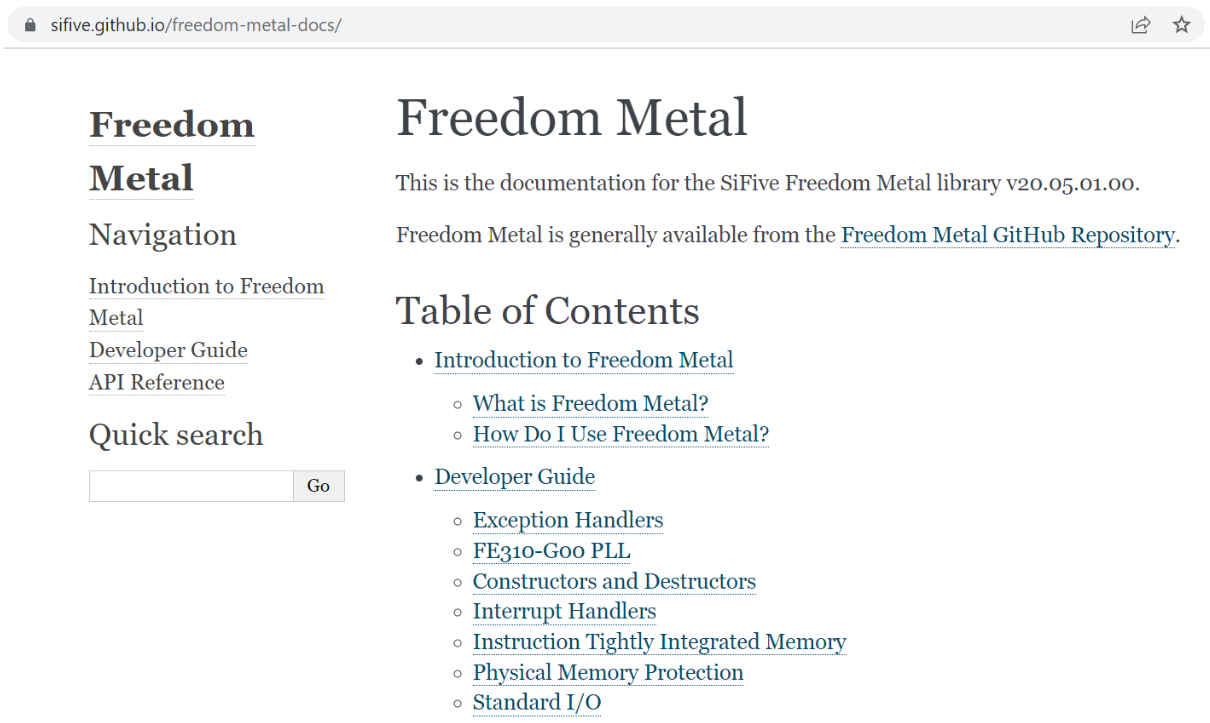 sifive.github.io/freedom-metal-docs/
Freedom
Metal
Navigation
Introduction to Freedom
Metal
Developer Guide
API Reference
Quick search
Go
Freedom Metal
This is the documentation for the SiFive Freedom Metal library v20.05.01.00.
Freedom Metal is generally available from the Freedom Metal GitHub Repository.
Table of Contents
Introduction to Freedom Metal
What is Freedom Metal?
How Do I Use Freedom Metal?
Developer Guide
Exception Handlers
FE310-G00 PLL
Constructors and Destructors
Interrupt Handlers
Instruction Tightly Integrated Memory
Physical Memory Protection
Standard I/O